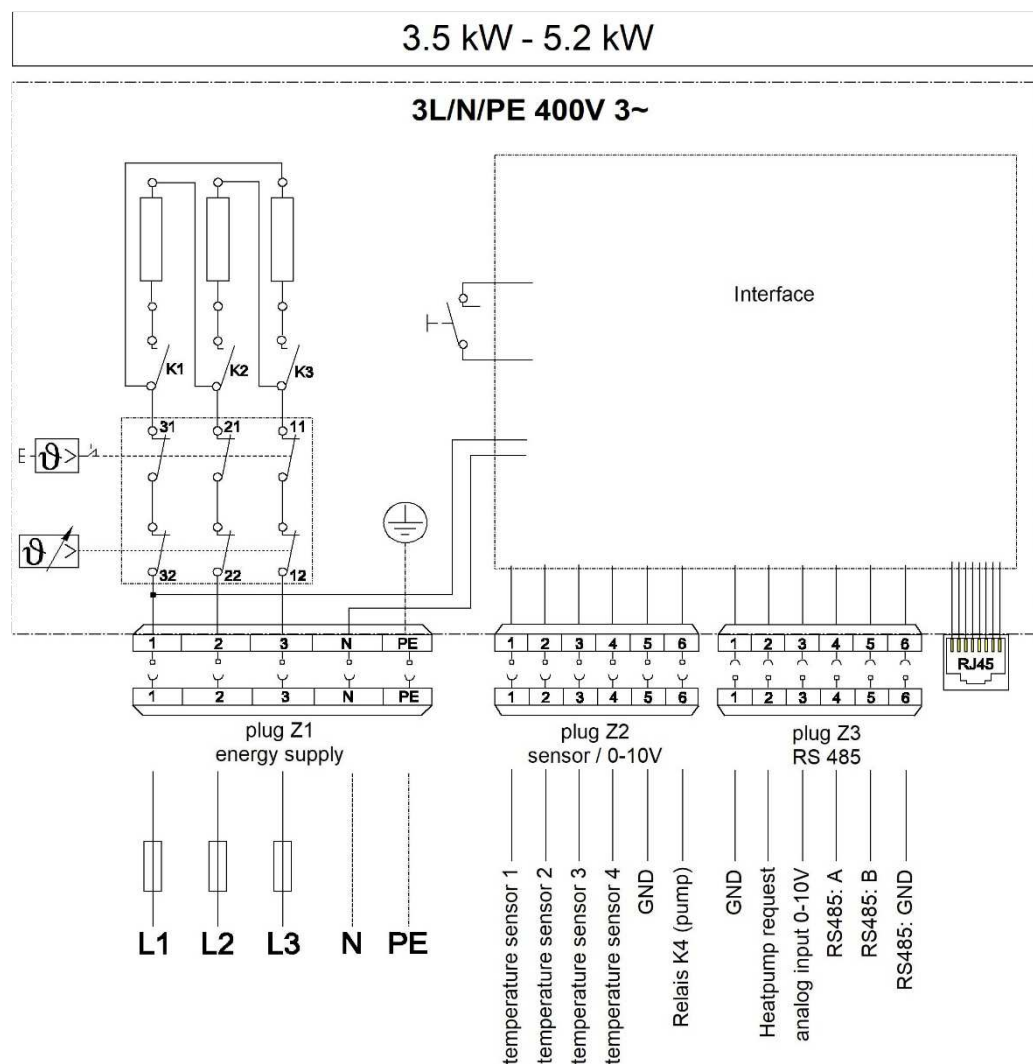 3.5 kW - 5.2 kW
3L/N/PE 400V 3~
Interface
K1 K2 K3
31 21 11
ϑ >
ϑ >
32 22 12
1 2 3 N PE
1 2 3 4 5 6
1 2 3 4 5 6
RJ45
1 2 3 N PE
1 2 3 4 5 6
1 2 3 4 5 6
plug Z1
energy supply
plug Z2
sensor / 0-10V
plug Z3
RS 485
L1 L2 L3 N PE
temperature sensor 1
temperature sensor 2
temperature sensor 3
temperature sensor 4
GND
Relais K4 (pump)
GND
Heatpump request
analog input 0-10V
RS485: A
RS485: B
RS485: GND